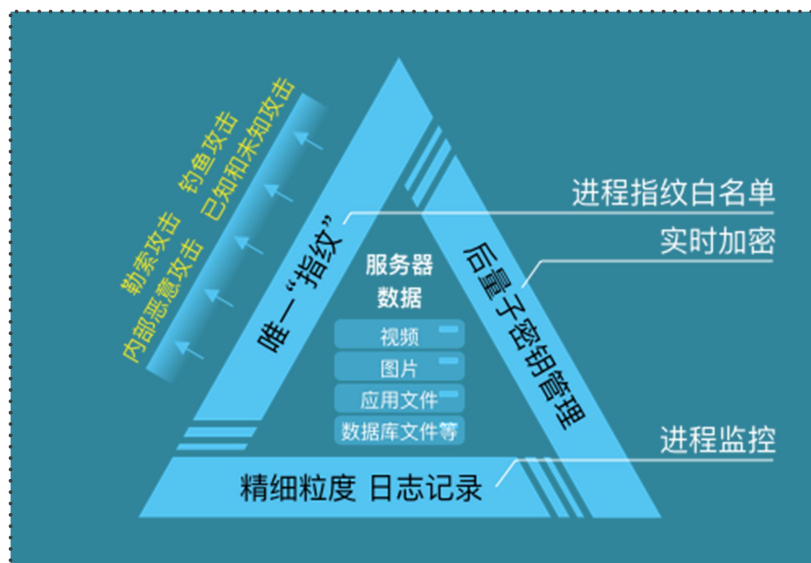 钓鱼攻击
已知和未知攻击
勒索攻击
内部恶意攻击
唯一“指纹”
进程指纹白名单
实时加密
后量子密钥管理
服务器
数据
视频
图片
应用文件
数据库文件等
进程监控
精细粒度 日志记录